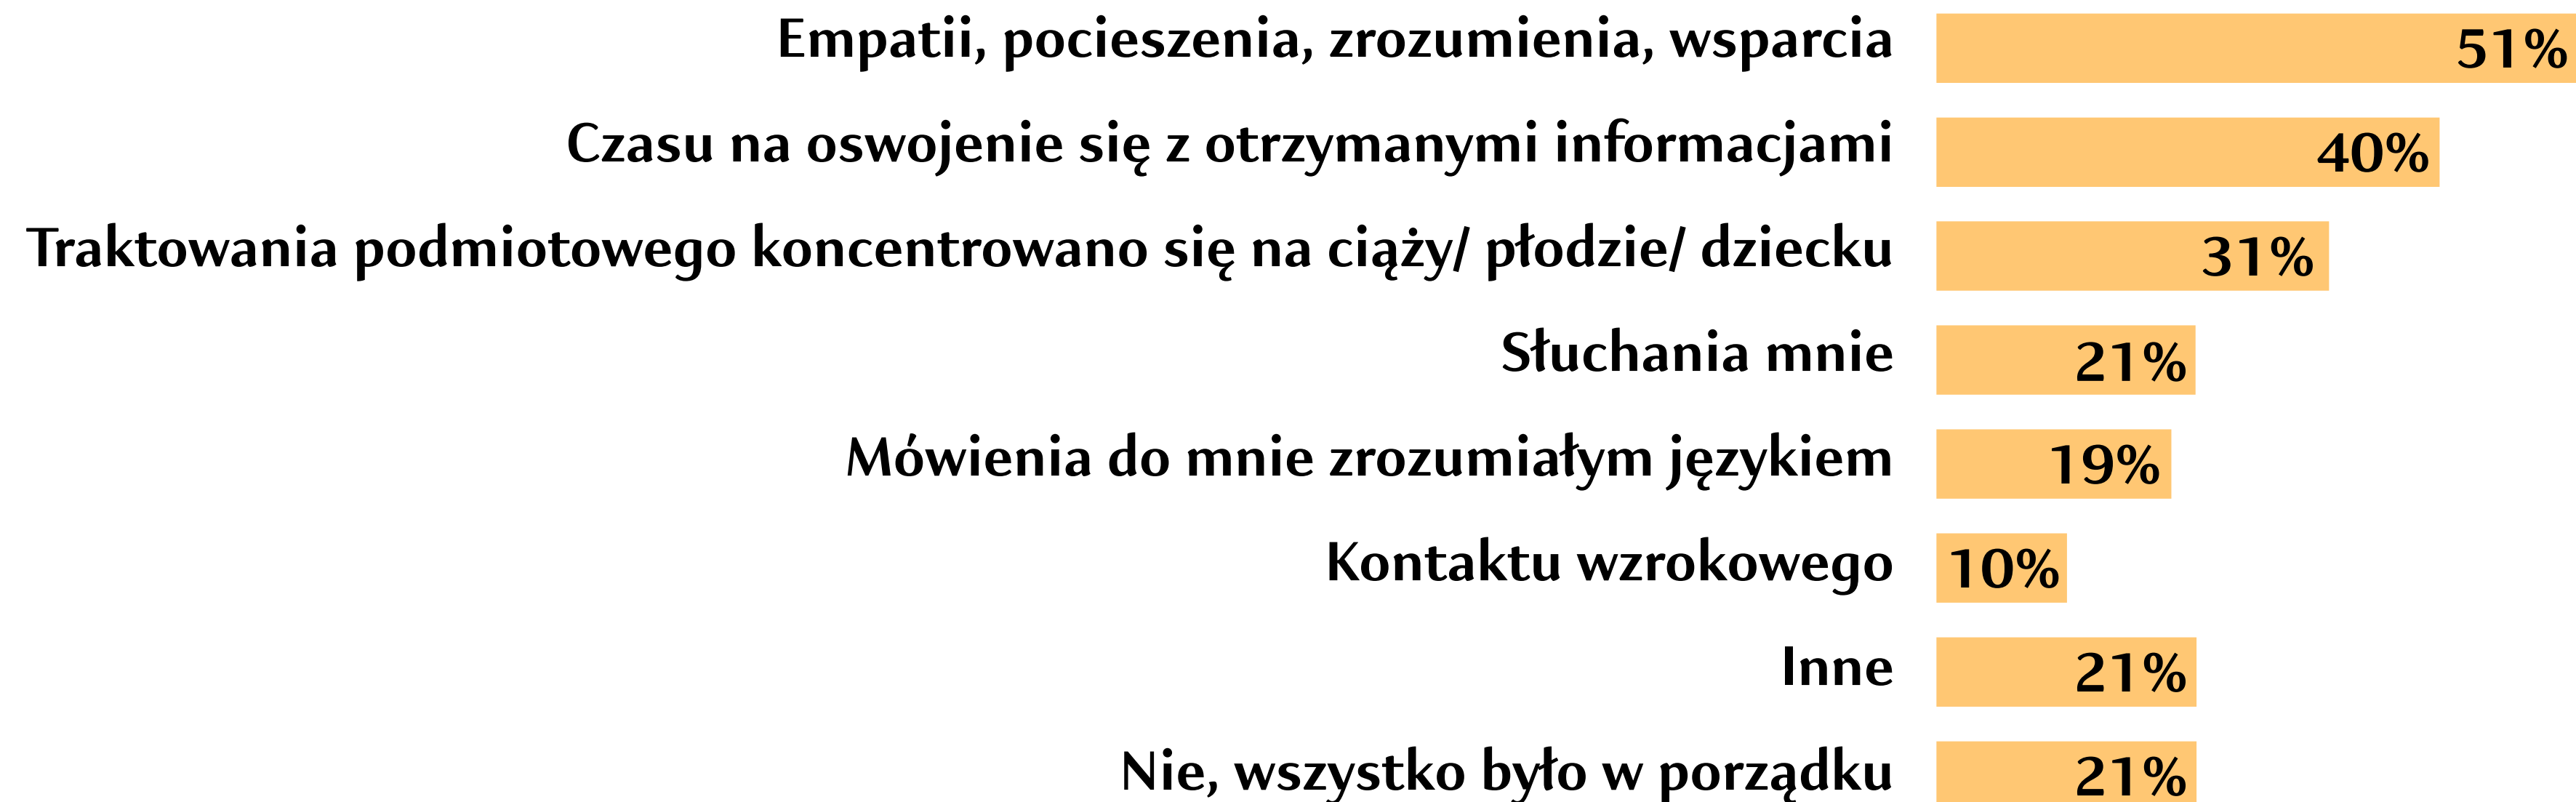 Empatii, pocieszenia, zrozumienia, wsparcia 51%
Czasu na oswojenie się z otrzymanymi informacjami 40%
Traktowania podmiotowego koncentrowano się na ciąży/ płodzie/ dziecku 31%
Słuchania mnie 21%
Mówienia do mnie zrozumiałym językiem 19%
Kontaktu wzrokowego 10%
Inne 21%
Nie, wszystko było w porządku 21%